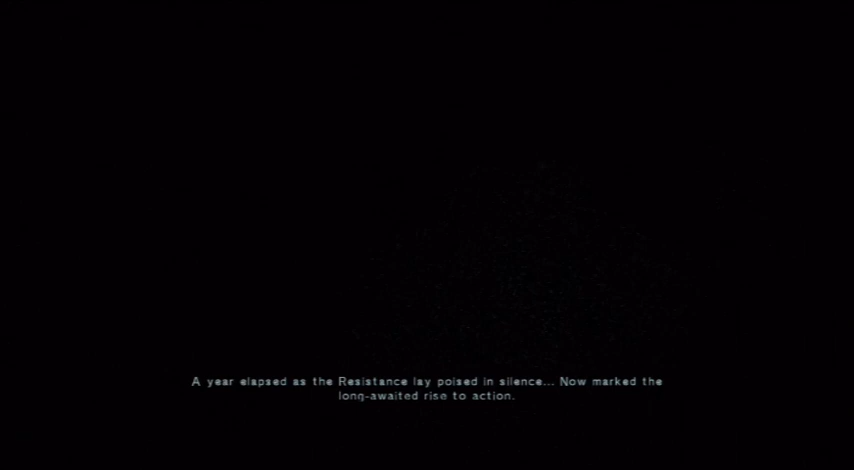 A year elapsed as the Resistance lay poised in silence... Now marked the
long-awaited rise to action.